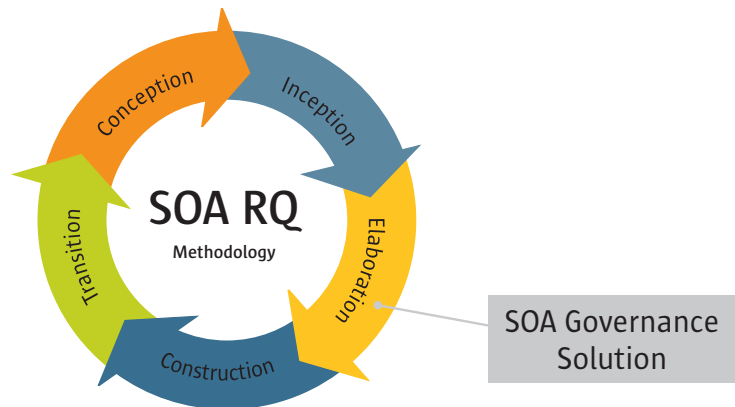 Conception
Inception
SOA RQ
Methodology
Transition
Elaboration
Construction
SOA Governance
Solution